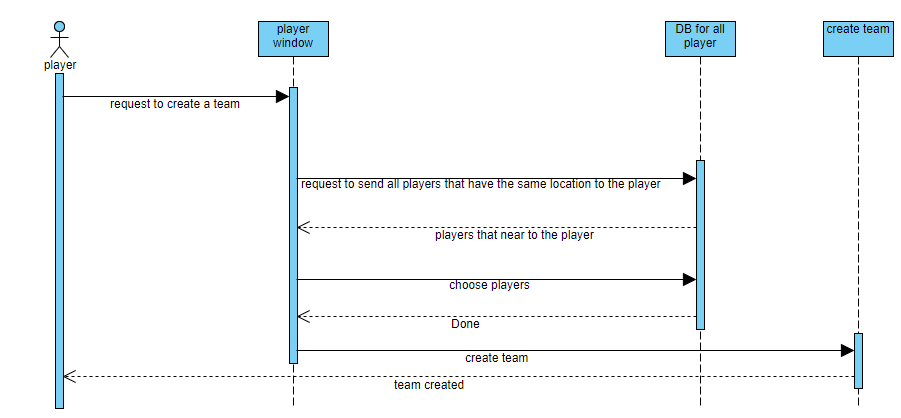 player
window
DB for all
player
create team
player
request to create a team
request to send all players that have the same location to the player
players that near to the player
choose players
Done
create team
team created